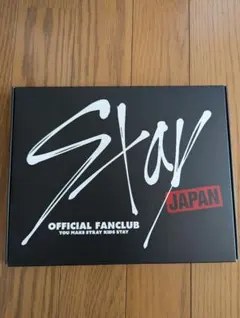 Stay
JAPAN
OFFICIAL FANCLUB
YOU MAKE STRAY KIDS STAY